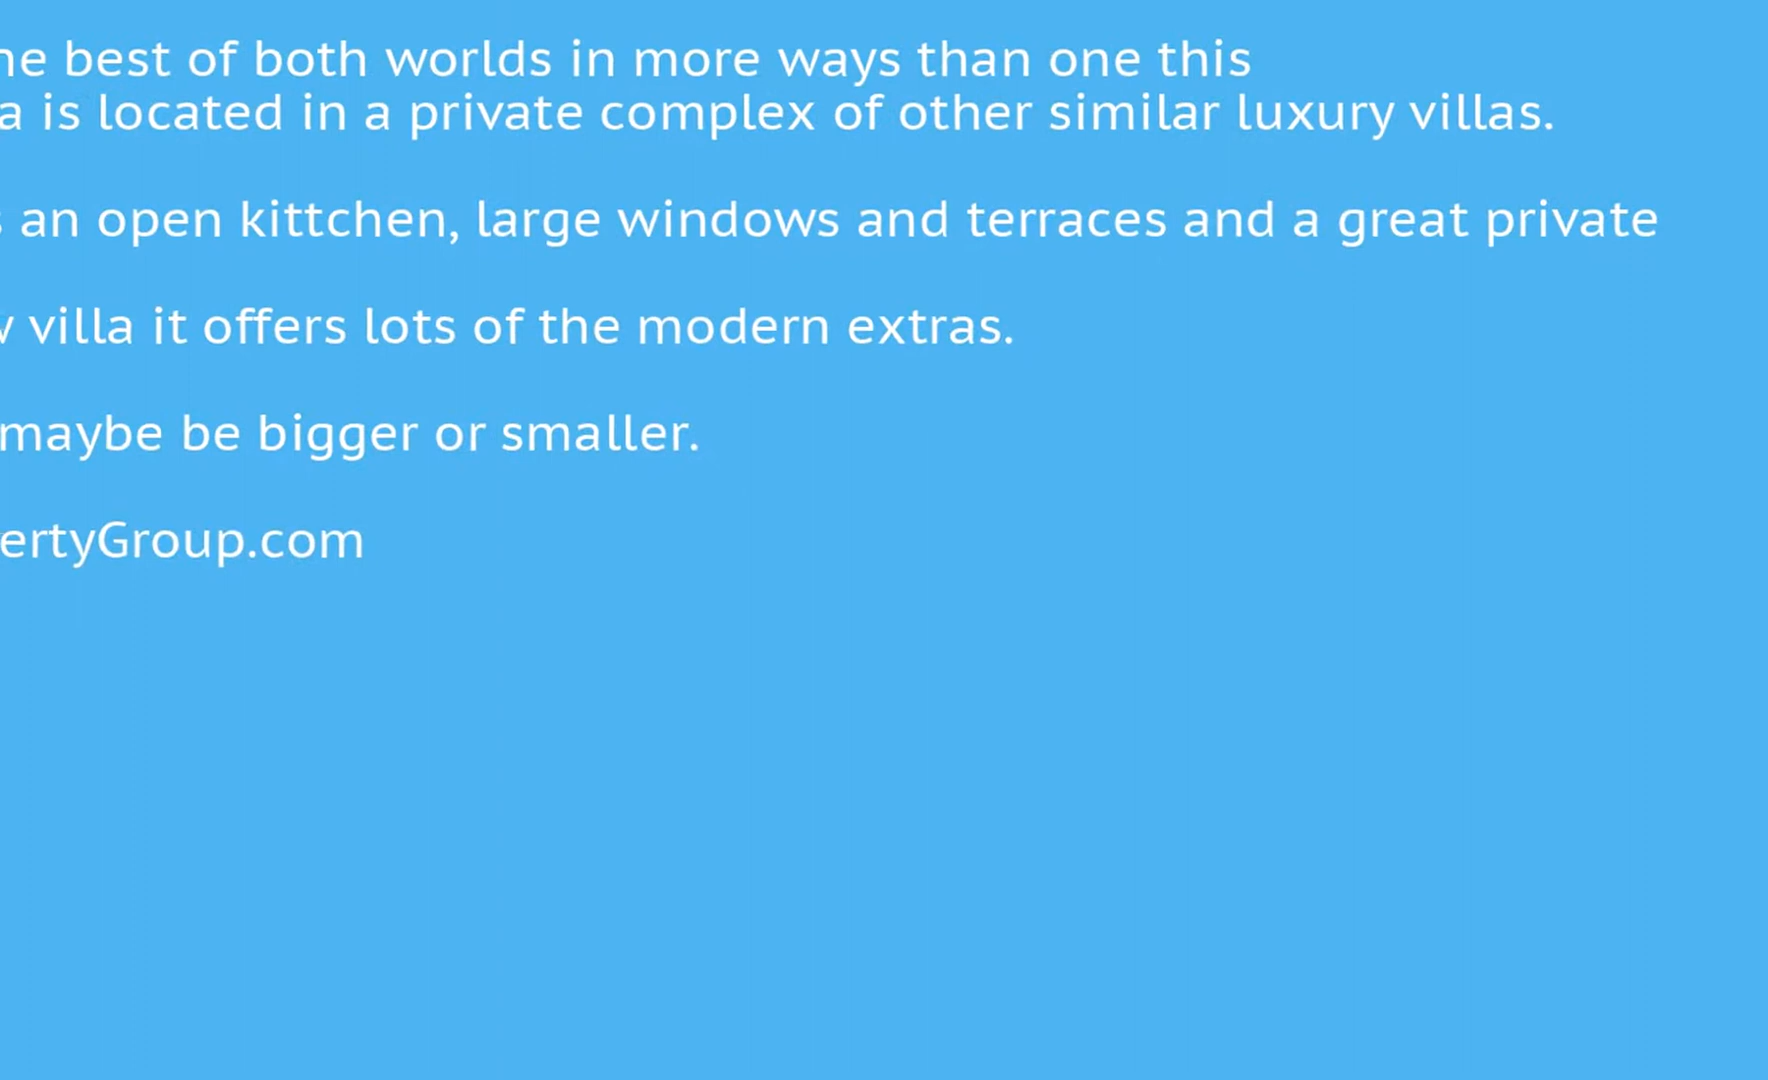 best of both worlds in more ways than one this
is located in a private complex of other similar luxury villas.
an open kittchen, large windows and terraces and a great private
villa it offers lots of the modern extras.
maybe be bigger or smaller.
ertyGroup.com